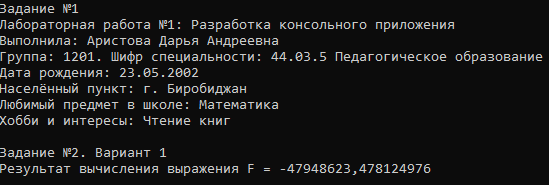 Задание №1
Лабораторная работа №1: Разработка консольного приложения
Выполнила: Аристова Дарья Андреевна
Группа: 1201. Шифр специальности: 44.03.5 Педагогическое образование
Дата рождения: 23.05.2002
Населённый пункт: г. Биробиджан
Любимый предмет в школе: Математика
Хобби и интересы: Чтение книг
Задание №2. Вариант 1
Результат вычисления выражения F = -47948623,478124976